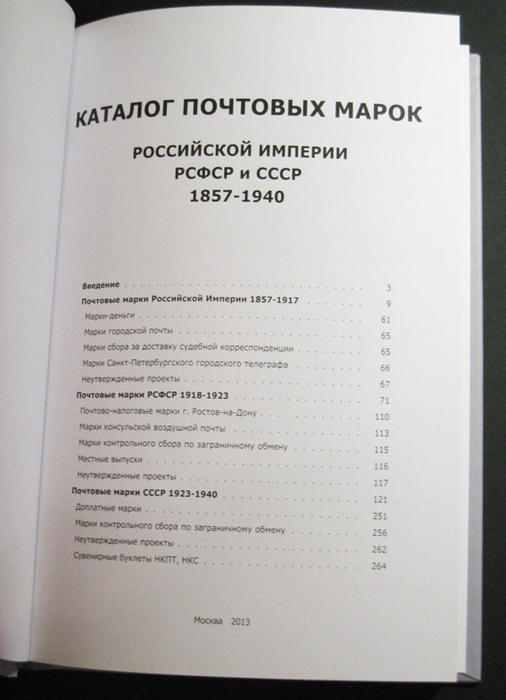 КАТАЛОГ ПОЧТОВЫХ МАРОК
РОССИЙСКОЙ ИМПЕРИИ
РСФСР и СССР
1857-1940
Введение . . . . . . . . . . . . . . . . . . . . . . . . . . . 3
Почтовые марки Российской Империи 1857-1917 . . . . . . . . 9
Марки-деньги . . . . . . . . . . . . . . . . . . . . . . . . . 61
Марки городской почты . . . . . . . . . . . . . . . . . . . . 65
Марки сбора за доставку судебной корреспонденции . . . . . . . 65
Марки Санкт-Петербургского городского телеграфа . . . . . . . 66
Неутвержденные проекты . . . . . . . . . . . . . . . . . . . . 67
Почтовые марки РСФСР 1918-1923 . . . . . . . . . . . . . . . 71
Почтово-налоговые марки г. Ростов-на-Дону . . . . . . . . . . 110
Марки консульской воздушной почты . . . . . . . . . . . . . . 113
Марки контрольного сбора по заграничному обмену . . . . . . . 115
Местные выпуски . . . . . . . . . . . . . . . . . . . . . . . 116
Неутвержденные проекты . . . . . . . . . . . . . . . . . . . . 117
Почтовые марки СССР 1923-1940 . . . . . . . . . . . . . . . . 121
Доплатные марки . . . . . . . . . . . . . . . . . . . . . . . 251
Марки контрольного сбора по заграничному обмену . . . . . . . 256
Неутвержденные проекты . . . . . . . . . . . . . . . . . . . . 262
Сувенирные буклеты НКПТ, НКС . . . . . . . . . . . . . . . . 264
Москва 2013